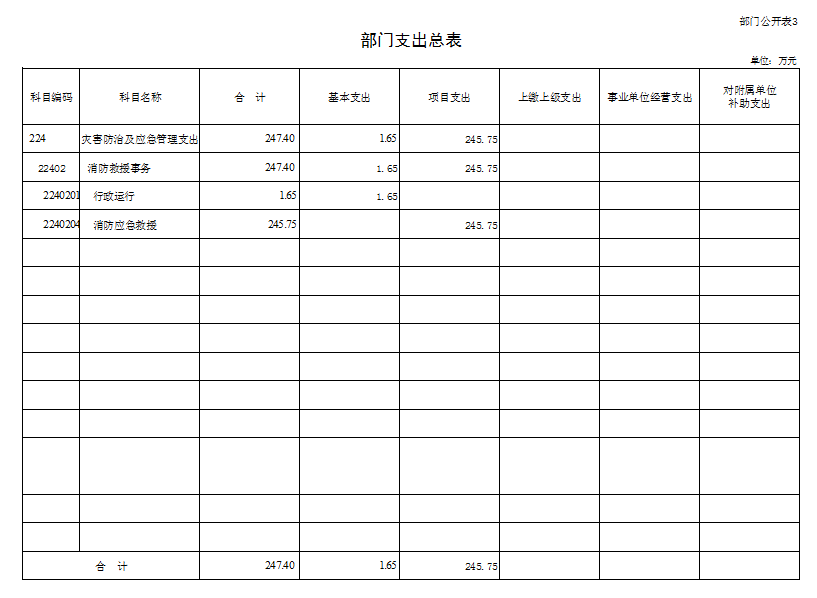 部门公开表3
部门支出总表
单位：万元
科目编码 科目名称 合 计 基本支出 项目支出 上缴上级支出 事业单位经营支出 对附属单位
补助支出
224 灾害防治及应急管理支出 247.40 1.65 245.75
22402 消防救援事务 247.40 1.65 245.75
2240201 行政运行 1.65 1.65
2240204 消防应急救援 245.75 245.75
合 计 247.40 1.65 245.75